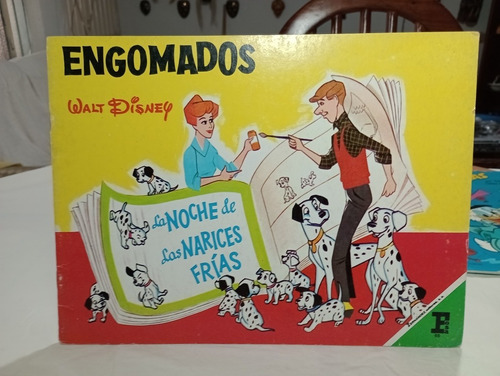 ENGOMADOS
WALT DISNEY
La NOCHE de
Las NARICES
FRÍAS